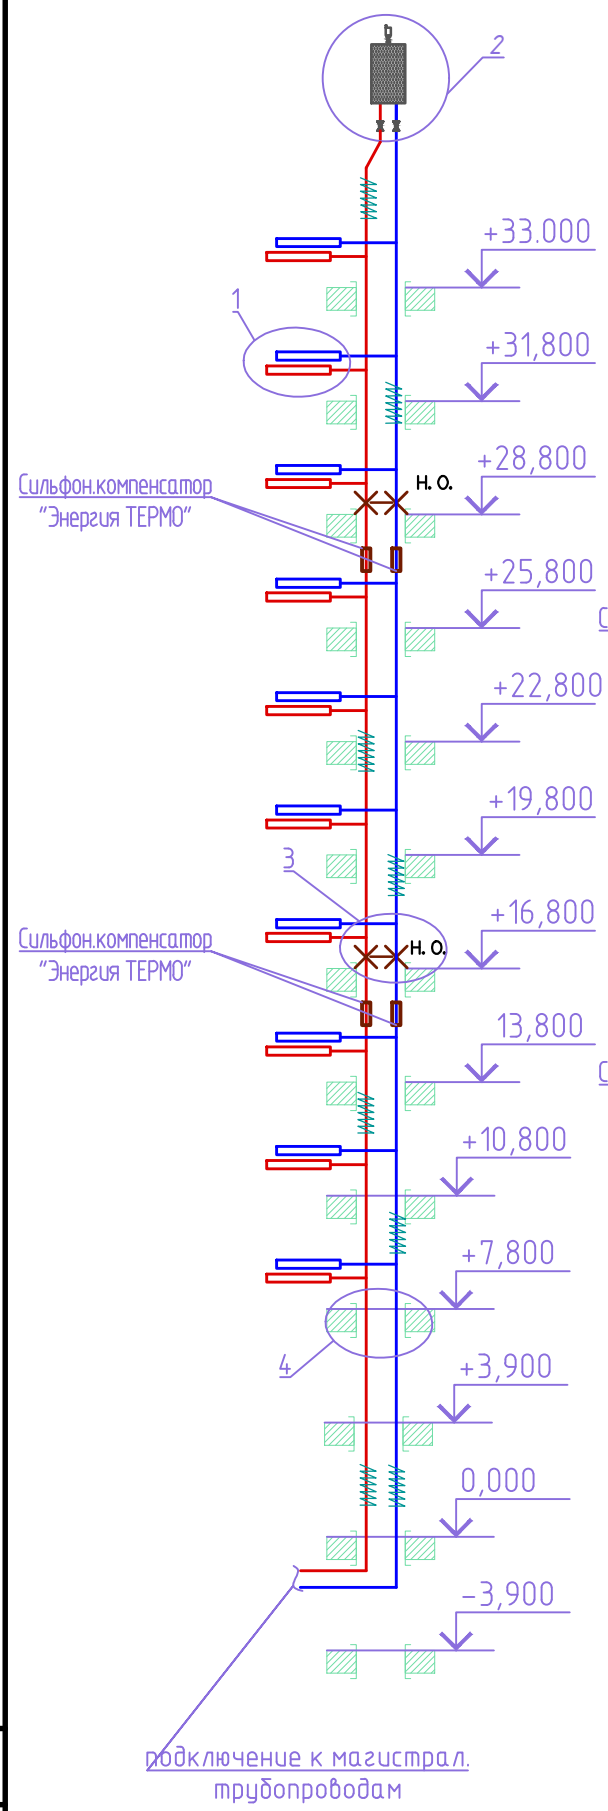 2
+33.000
1
+31,800
+28,800
Н. О.
Сильфон.компенсатор
"Энергия ТЕРМО"
+25,800
С
+22,800
+19,800
3
+16,800
Н. О.
Сильфон.компенсатор
"Энергия ТЕРМО"
13,800
С
+10,800
+7,800
4
+3,900
0,000
-3,900
подключение к магистрал.
трубопроводам